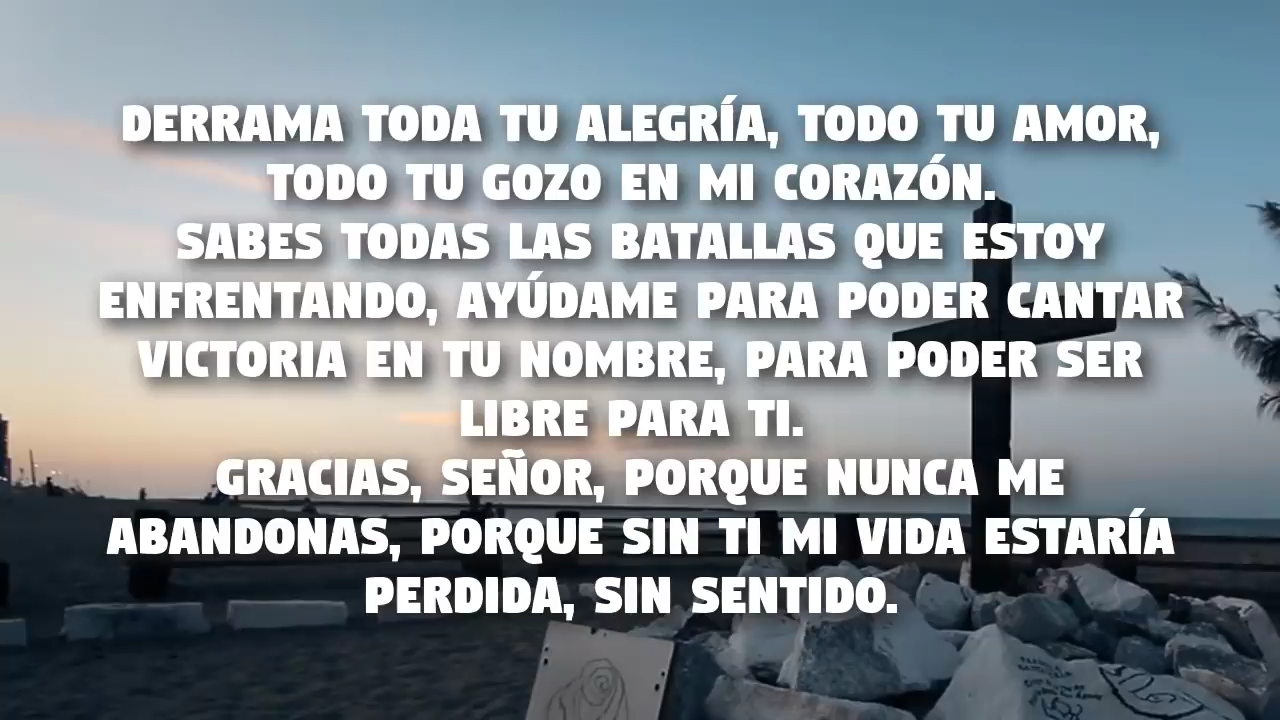 DERRAMA TODA TU ALEGRÍA, TODO TU AMOR,
TODO TU GOZO EN MI CORAZÓN.
SABES TODAS LAS BATALLAS QUE ESTOY
ENFRENTANDO, AYÚDAME PARA PODER CANTAR
VICTORIA EN TU NOMBRE, PARA PODER SER
LIBRE PARA TI.
GRACIAS, SEÑOR, PORQUE NUNCA ME
ABANDONAS, PORQUE SIN TI MI VIDA ESTARÍA
PERDIDA, SIN SENTIDO.